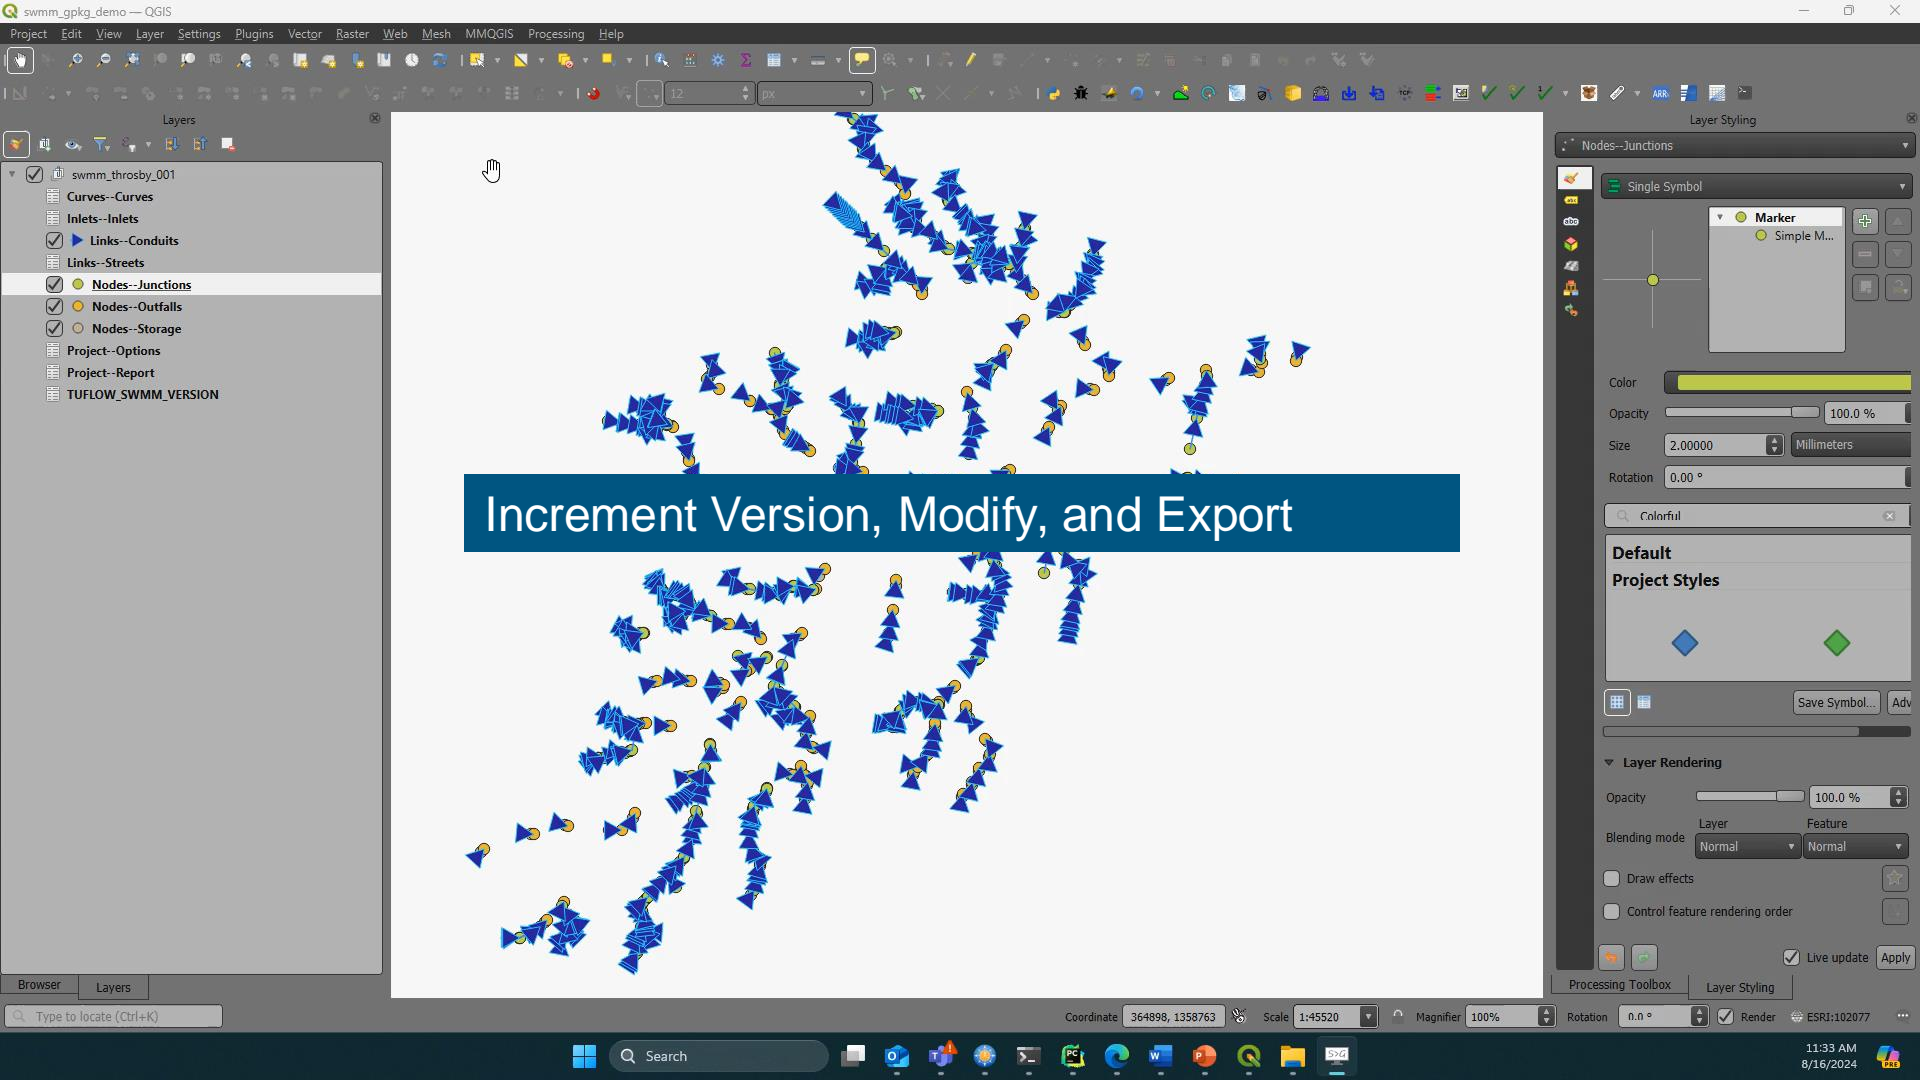 swmm_gpkg_demo — QGIS
Project Edit View Layer Settings Plugins Vector Raster Web Mesh MMQGIS Processing Help
12 px
Layers
swmm_throsby_001
Curves--Curves
Inlets--Inlets
Links--Conduits
Links--Streets
Nodes--Junctions
Nodes--Outfalls
Nodes--Storage
Project--Options
Project--Report
TUFLOW_SWMM_VERSION
Browser Layers
Type to locate (Ctrl+K)
Increment Version, Modify, and Export
Layer Styling
Nodes--Junctions
Single Symbol
Marker
Simple M...
Color
Opacity 100.0 %
Size 2.00000 Millimeters
Rotation 0.00 °
Colorful
Default
Project Styles
Save Symbol... Adv
Layer Rendering
Opacity 100.0 %
Layer Feature
Blending mode Normal Normal
Draw effects
Control feature rendering order
Live update Apply
Processing Toolbox Layer Styling
Coordinate 364898, 1358763 Scale 1:45520 Magnifier 100% Rotation 0.0 ° Render ESRI:102077
Search
11:33 AM
8/16/2024